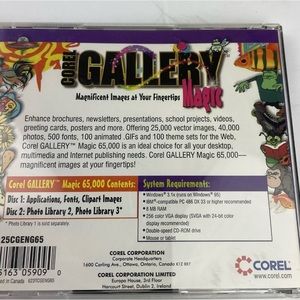 COREL
GALLERY
Magic
Magnificent Images at Your Fingertips
Enhance brochures, newsletters, presentations, school projects, videos,
greeting cards, posters and more. Offering 25,000 vector images, 40,000
photos, 500 fonts, 100 animated .GIFs and 100 theme sets for the Web,
Corel GALLERY™ Magic 65,000 is an ideal choice for all your desktop,
multimedia and Internet publishing needs. Corel GALLERY Magic 65,000—
magnificent images at your fingertips!
Corel GALLERY™ Magic 65,000 Contents:
Disc 1: Applications, Fonts, Clipart Images
Disc 2: Photo Library 2, Photo Library 3*
* Photo Library 1 is sold separately.
System Requirements:
• Windows® 3.1x (runs on Windows® 95)
• IBM®-compatible PC 486 DX 33 or higher recommended
• 8 MB RAM
• 256 color VGA display (SVGA with 24-bit color
display recommended)
• Double-speed CD-ROM drive
• Mouse or tablet
25CGENG65
in Canada
65163 05909 0
COREL CORPORATION
Corporate Headquarters
1600 Carling Ave., Ottawa, Ontario, Canada K1Z 8R7
COREL CORPORATION LIMITED
Europe House, 3rd Floor
Harcourt Street, Dublin 2, Ireland
COREL®